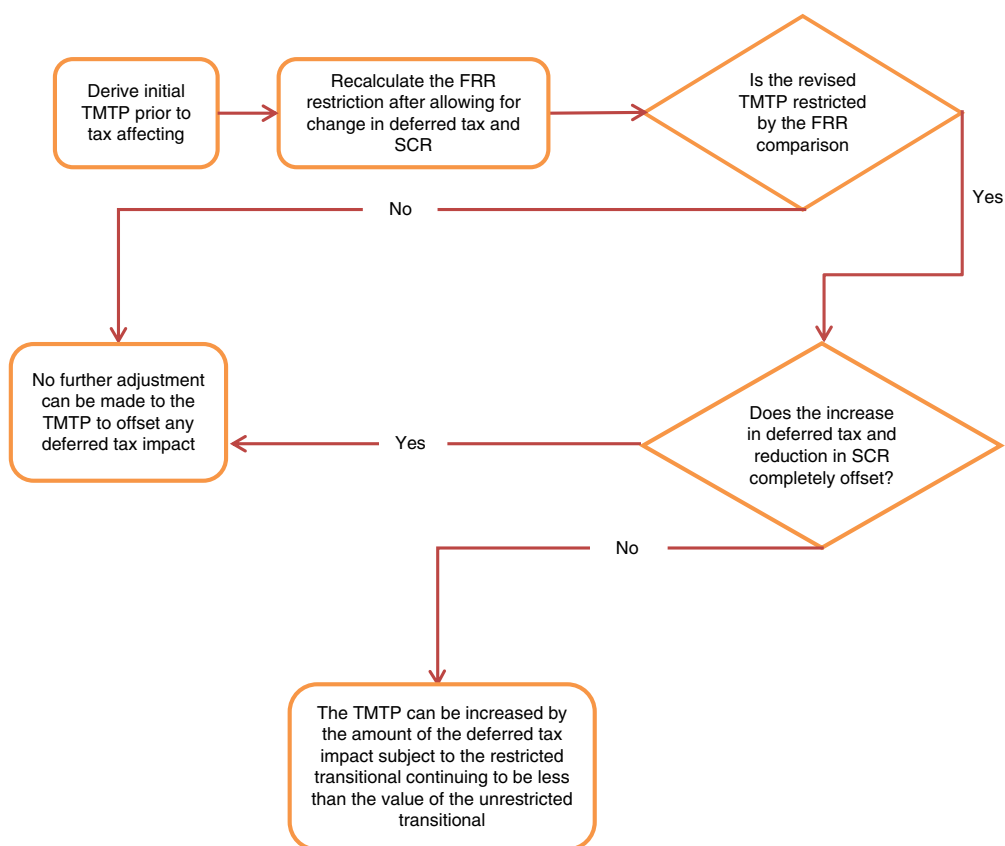 Derive initial
TMTP prior to
tax affecting
Recalculate the FRR
restriction after allowing for
change in deferred tax and
SCR
Is the revised
TMTP restricted
by the FRR
comparison
Yes
No
No further adjustment
can be made to the
TMTP to offset any
deferred tax impact
Yes
Does the increase
in deferred tax and
reduction in SCR
completely offset?
No
The TMTP can be increased by
the amount of the deferred tax
impact subject to the restricted
transitional continuing to be less
than the value of the unrestricted
transitional